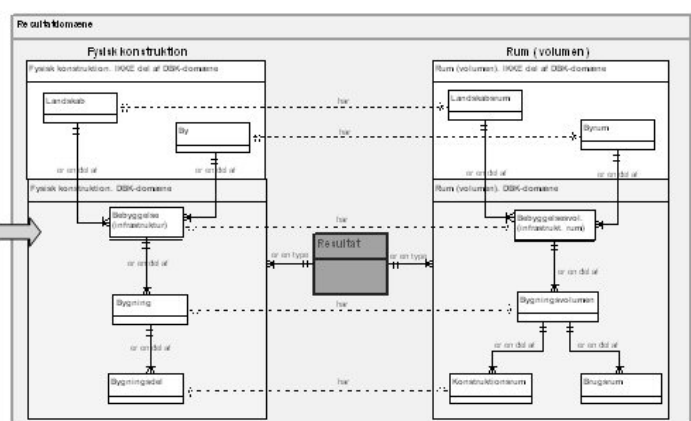 Resultatdomæne
Fysisk konstruktion
Rum (volumen)
Fysisk konstruktion. IKKE del af DBK-domæne
Rum (volumen). IKKE del af DBK-domæne
Landskab
har
Landskabsrum
By
har
Byrum
er en del af
er en del af
er en del af
er en del af
Fysisk konstruktion. DBK-domæne
Rum (volumen). DBK-domæne
Bebyggelse
(infrastruktur)
har
Bebyggelsesvol.
(infrastrukt. rum)
Resultat
er en type
er en type
er en del af
er en del af
Bygning
har
Bygningsvolumen
er en del af
er en del af
er en del af
Bygningsdel
har
Konstruktionsrum
Brugsrum